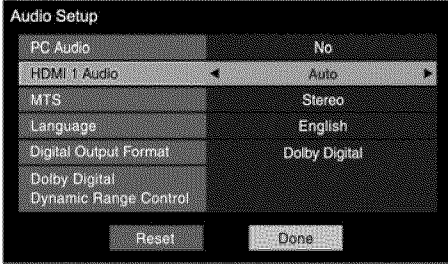 Audio Setup
PC Audio No
HDMI 1 Audio Auto
MTS Stereo
Language English
Digital Output Format Dolby Digital
Dolby Digital
Dynamic Range Control
Reset Done